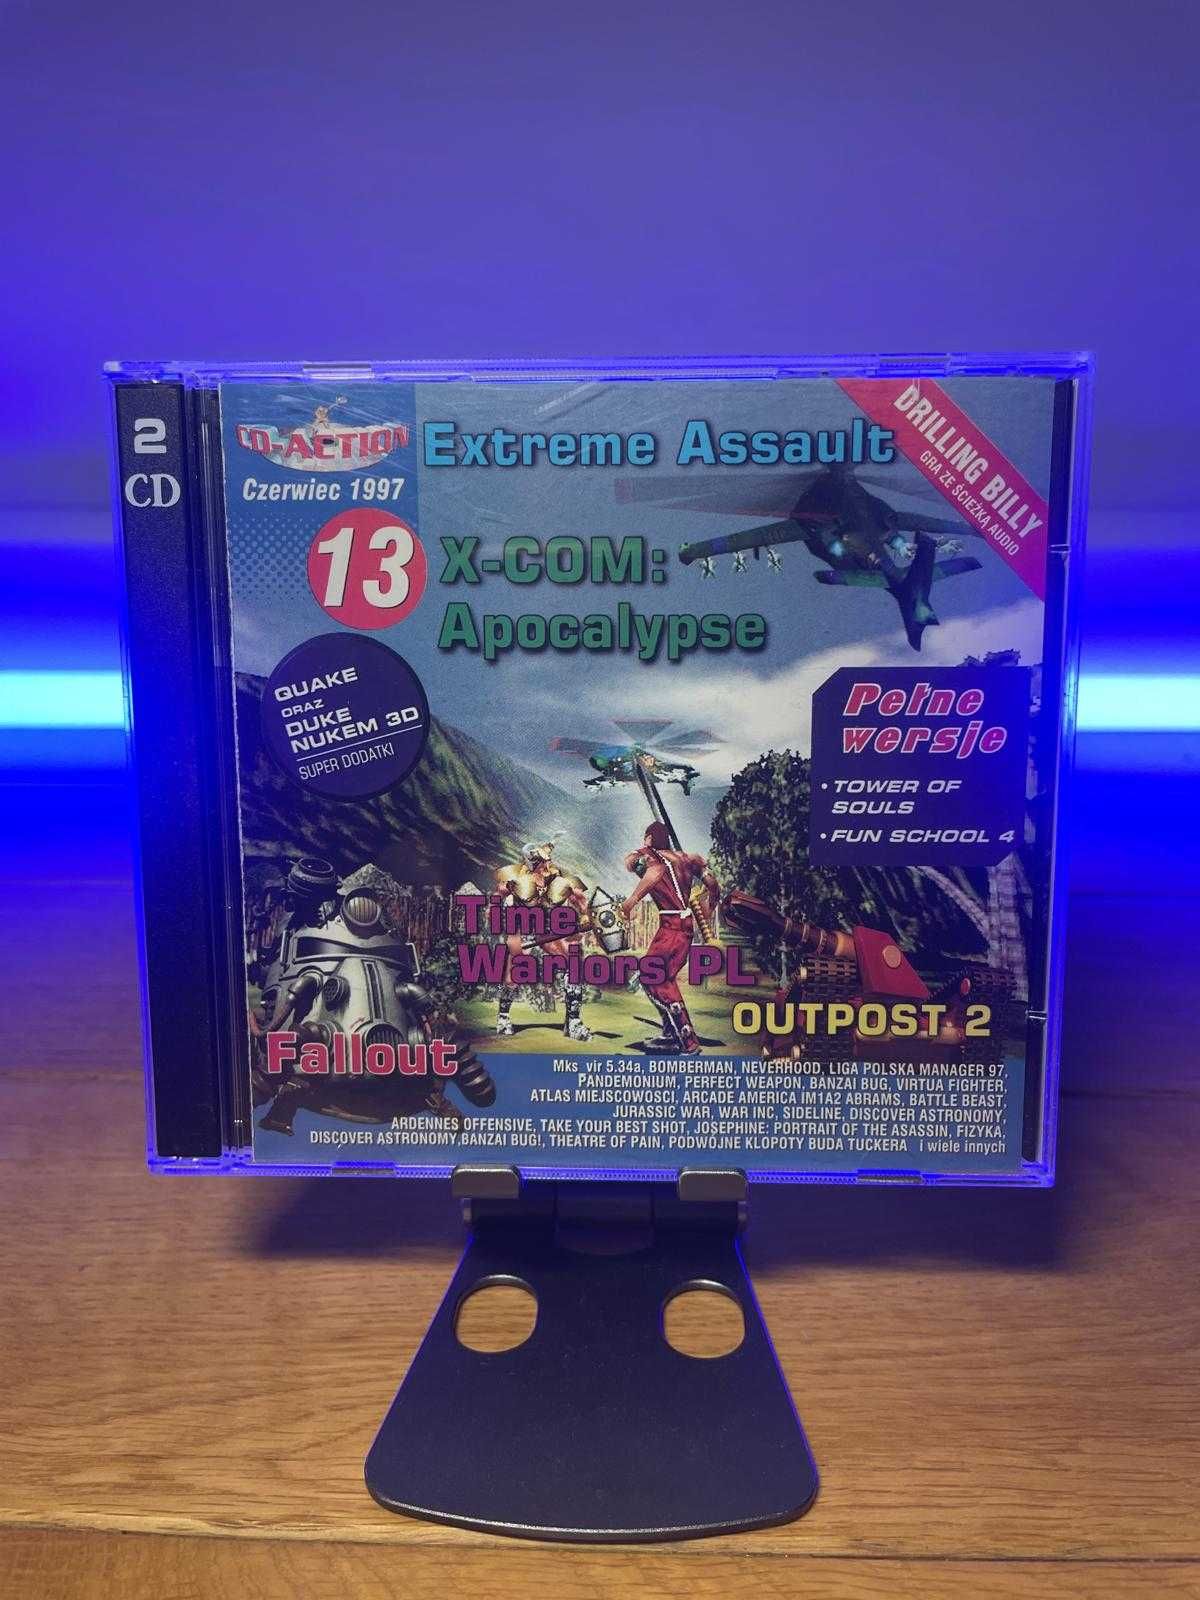 2
CD
CD-ACTION
Czerwiec 1997
13
Extreme Assault
X-COM:
Apocalypse
DRILLING BILLY
GRA ZE ŚCIEŻKĄ AUDIO
QUAKE
ORAZ
DUKE
NUKEM 3D
SUPER DODATKI
Pełne
wersje
• TOWER OF
SOULS
• FUN SCHOOL 4
Time
Wariors PL
OUTPOST 2
Fallout
Mks_vir 5.34a, BOMBERMAN, NEVERHOOD, LIGA POLSKA MANAGER 97,
PANDEMONIUM, PERFECT WEAPON, BANZAI BUG, VIRTUA FIGHTER,
ATLAS MIEJSCOWOSCI, ARCADE AMERICA IM1A2 ABRAMS, BATTLE BEAST,
JURASSIC WAR, WAR INC, SIDELINE, DISCOVER ASTRONOMY,
ARDENNES OFFENSIVE, TAKE YOUR BEST SHOT, JOSEPHINE: PORTRAIT OF THE ASASSIN, FIZYKA,
DISCOVER ASTRONOMY,BANZAI BUG!, THEATRE OF PAIN, PODWÓJNE KLOPOTY BUDA TUCKERA i wiele innych